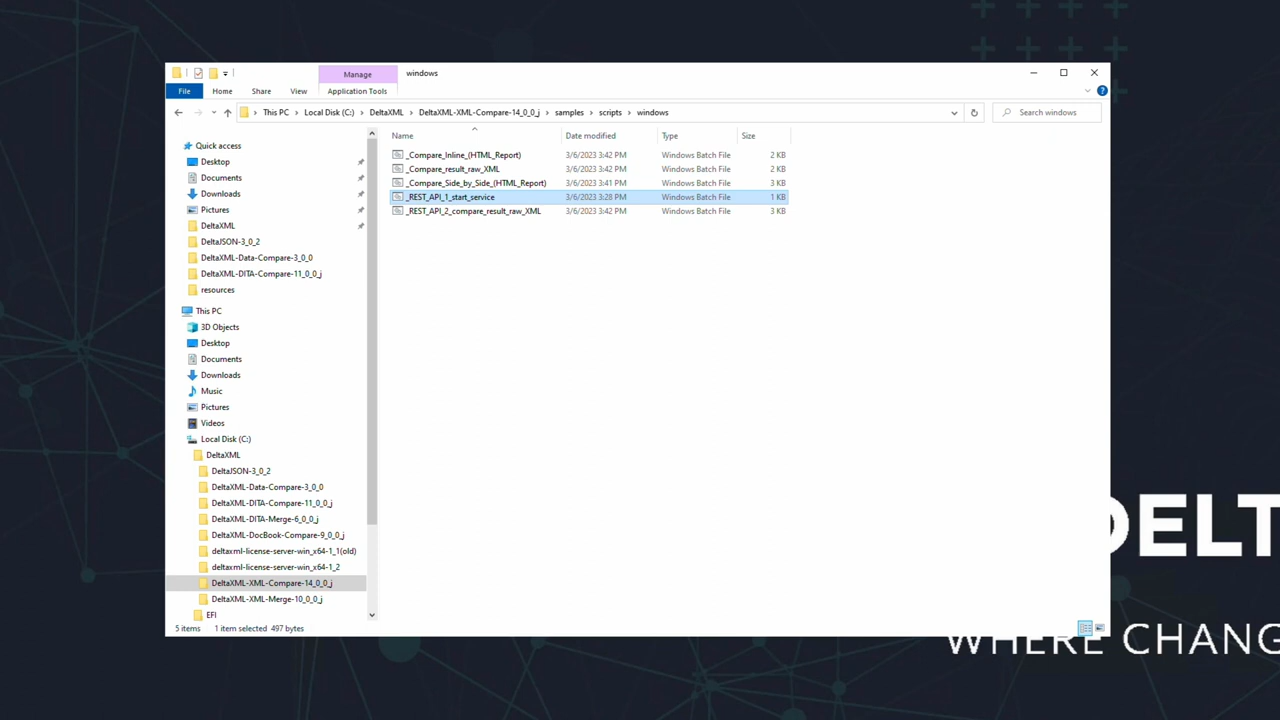 Manage
windows
File
Home
Share
View
Application Tools
This PC
Local Disk (C:)
DeltaXML
DeltaXML-XML-Compare-14_0_0_j
samples
scripts
windows
Search windows
Name
Date modified
Type
Size
_Compare_Inline_(HTML_Report) 3/6/2023 3:42 PM Windows Batch File 2 KB
_Compare_result_raw_XML 3/6/2023 3:42 PM Windows Batch File 2 KB
_Compare_Side_by_Side_(HTML_Report) 3/6/2023 3:41 PM Windows Batch File 3 KB
_REST_API_1_start_service 3/6/2023 3:28 PM Windows Batch File 1 KB
_REST_API_2_compare_result_raw_XML 3/6/2023 3:42 PM Windows Batch File 3 KB
Quick access
Desktop
Documents
Downloads
Pictures
DeltaXML
DeltaJSON-3_0_2
DeltaXML-Data-Compare-3_0_0
DeltaXML-DITA-Compare-11_0_0_j
resources
This PC
3D Objects
Desktop
Documents
Downloads
Music
Pictures
Videos
Local Disk (C:)
DeltaXML
DeltaJSON-3_0_2
DeltaXML-Data-Compare-3_0_0
DeltaXML-DITA-Compare-11_0_0_j
DeltaXML-DITA-Merge-6_0_0_j
DeltaXML-DocBook-Compare-9_0_0_j
deltaxml-license-server-win_x64-1_1(old)
deltaxml-license-server-win_x64-1_2
DeltaXML-XML-Compare-14_0_0_j
DeltaXML-XML-Merge-10_0_0_j
EFI
5 items
1 item selected 497 bytes
DELT
WHERE CHANG